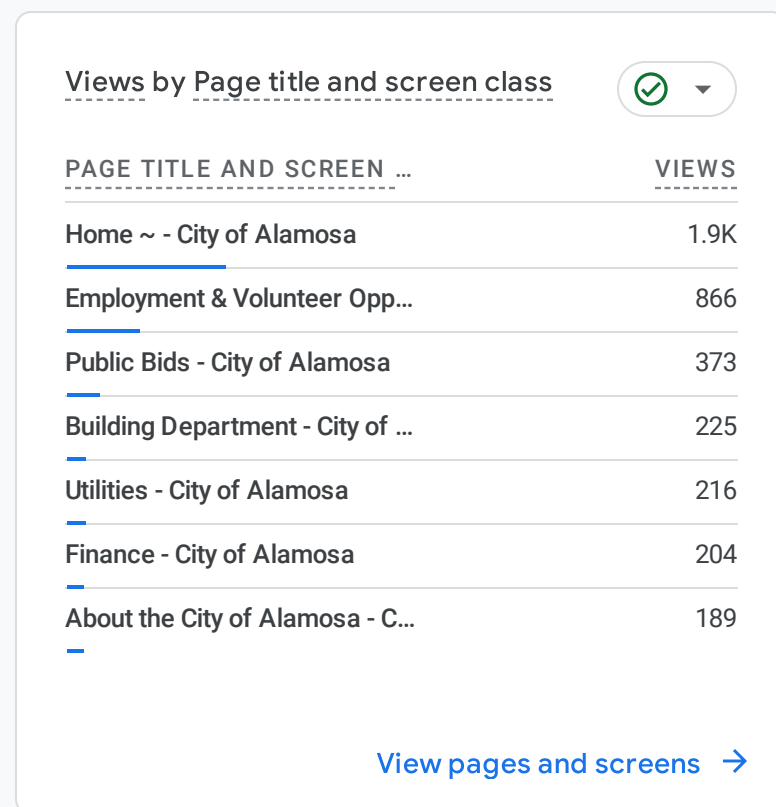 Views by Page title and screen class
PAGE TITLE AND SCREEN … VIEWS
Home ~ - City of Alamosa 1.9K
Employment & Volunteer Opp… 866
Public Bids - City of Alamosa 373
Building Department - City of … 225
Utilities - City of Alamosa 216
Finance - City of Alamosa 204
About the City of Alamosa - C… 189
View pages and screens